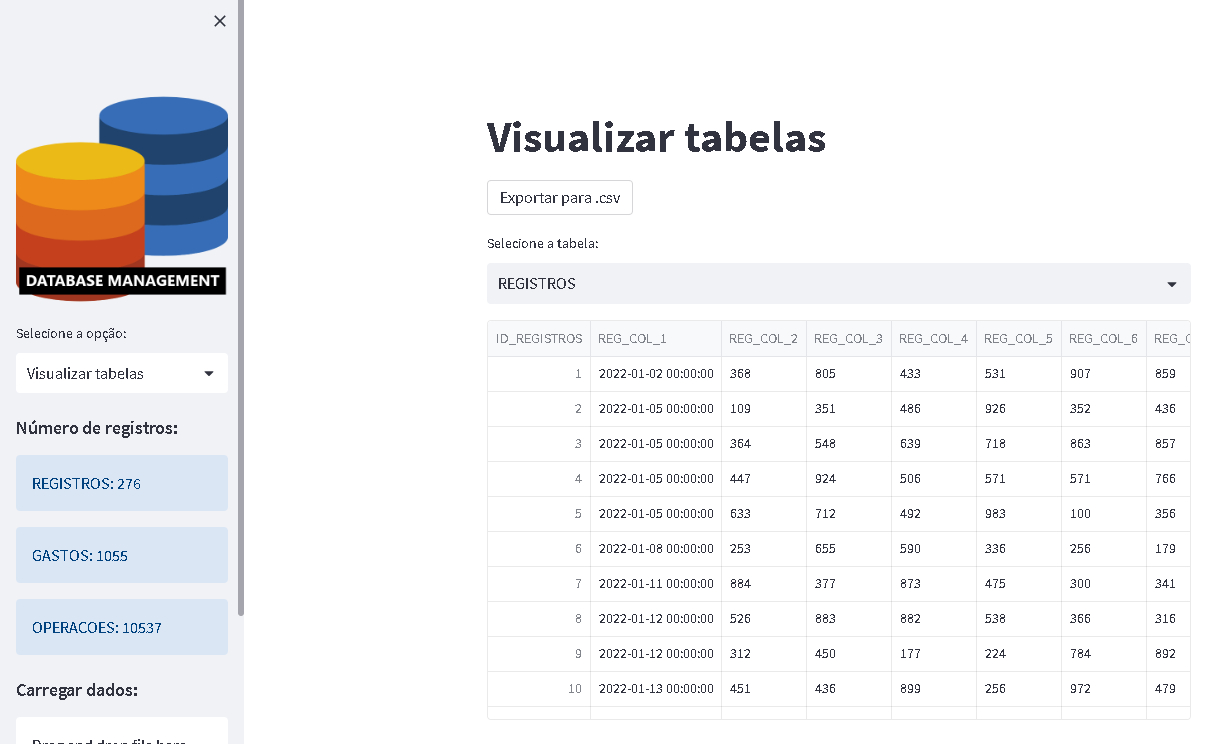 DATABASE MANAGEMENT
Selecione a opção:
Visualizar tabelas
Número de registros:
REGISTROS: 276
GASTOS: 1055
OPERACOES: 10537
Carregar dados:
Visualizar tabelas
Exportar para .csv
Selecione a tabela:
REGISTROS
ID_REGISTROS REG_COL_1 REG_COL_2 REG_COL_3 REG_COL_4 REG_COL_5 REG_COL_6
1 2022-01-02 00:00:00 368 805 433 531 907 859
2 2022-01-05 00:00:00 109 351 486 926 352 436
3 2022-01-05 00:00:00 364 548 639 718 863 857
4 2022-01-05 00:00:00 447 924 506 571 571 766
5 2022-01-05 00:00:00 633 712 492 983 100 356
6 2022-01-08 00:00:00 253 655 590 336 256 179
7 2022-01-11 00:00:00 884 377 873 475 300 341
8 2022-01-12 00:00:00 526 883 882 538 366 316
9 2022-01-12 00:00:00 312 450 177 224 784 892
10 2022-01-13 00:00:00 451 436 899 256 972 479